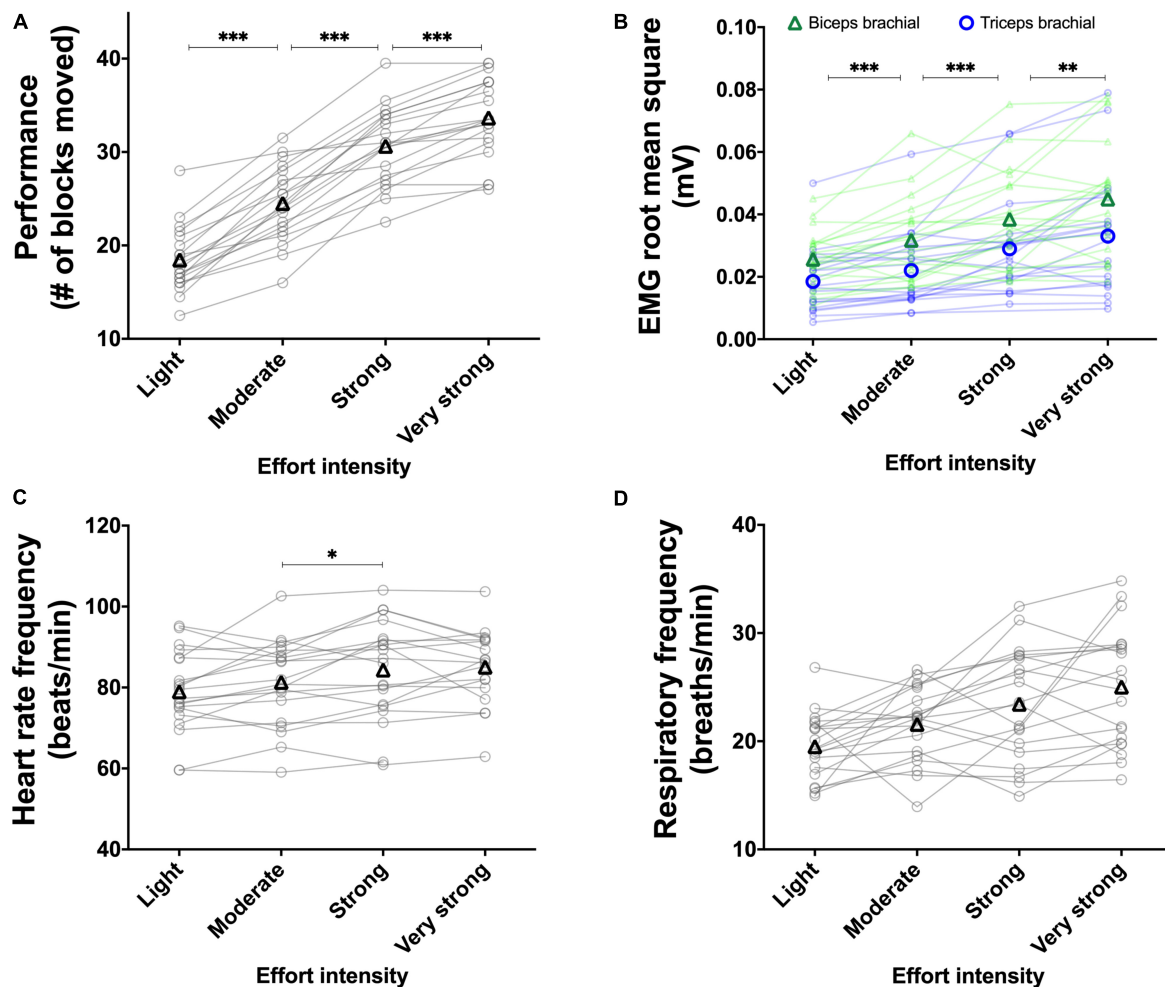 A
Performance
(# of blocks moved)
*** *** ***
40
30
20
10
Light
Moderate
Strong
Very strong
Effort intensity
B
Biceps brachial
Triceps brachial
EMG root mean square
(mV)
*** *** **
0.10
0.08
0.06
0.04
0.02
0.00
Light
Moderate
Strong
Very strong
Effort intensity
C
Heart rate frequency
(beats/min)
*
120
100
80
60
40
Light
Moderate
Strong
Very strong
Effort intensity
D
Respiratory frequency
(breaths/min)
40
30
20
10
Light
Moderate
Strong
Very strong
Effort intensity